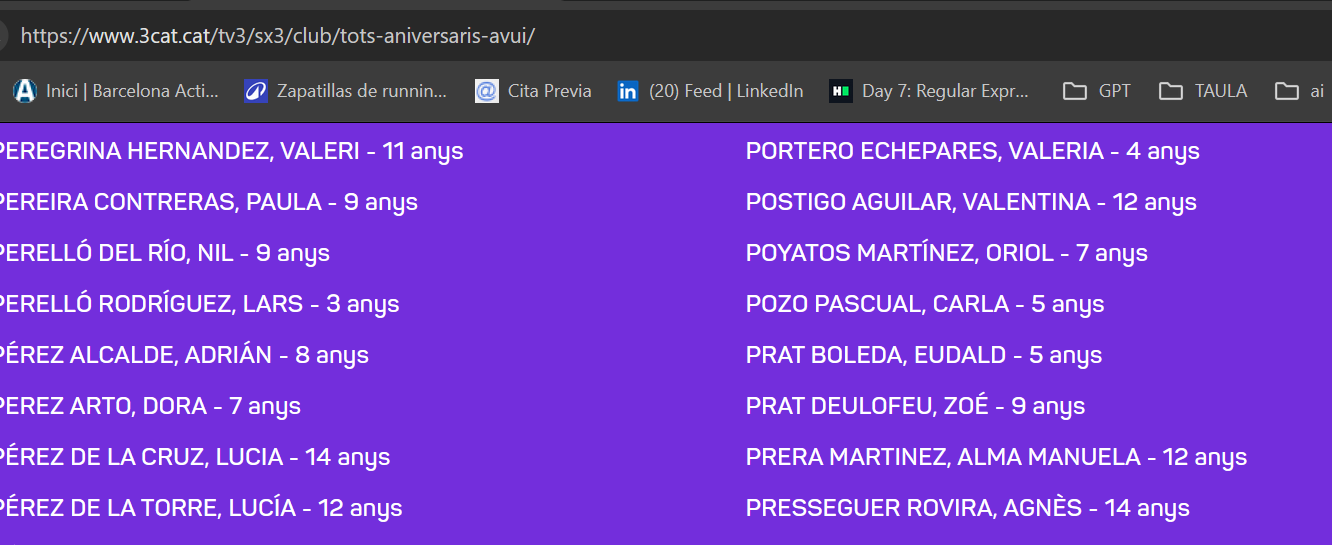 https://www.3cat.cat/tv3/sx3/club/tots-aniversaris-avui/
Inici | Barcelona Acti... Zapatillas de runnin... Cita Previa (20) Feed | LinkedIn Day 7: Regular Expr... GPT TAULA ai
PEREGRINA HERNANDEZ, VALERI - 11 anys
PEREIRA CONTRERAS, PAULA - 9 anys
PERELLÓ DEL RÍO, NIL - 9 anys
PERELLÓ RODRÍGUEZ, LARS - 3 anys
PÉREZ ALCALDE, ADRIÁN - 8 anys
PEREZ ARTO, DORA - 7 anys
PÉREZ DE LA CRUZ, LUCIA - 14 anys
PÉREZ DE LA TORRE, LUCÍA - 12 anys
PORTERO ECHEPARES, VALERIA - 4 anys
POSTIGO AGUILAR, VALENTINA - 12 anys
POYATOS MARTÍNEZ, ORIOL - 7 anys
POZO PASCUAL, CARLA - 5 anys
PRAT BOLEDA, EUDALD - 5 anys
PRAT DEULOFEU, ZOÉ - 9 anys
PRERA MARTINEZ, ALMA MANUELA - 12 anys
PRESSEGUER ROVIRA, AGNÈS - 14 anys